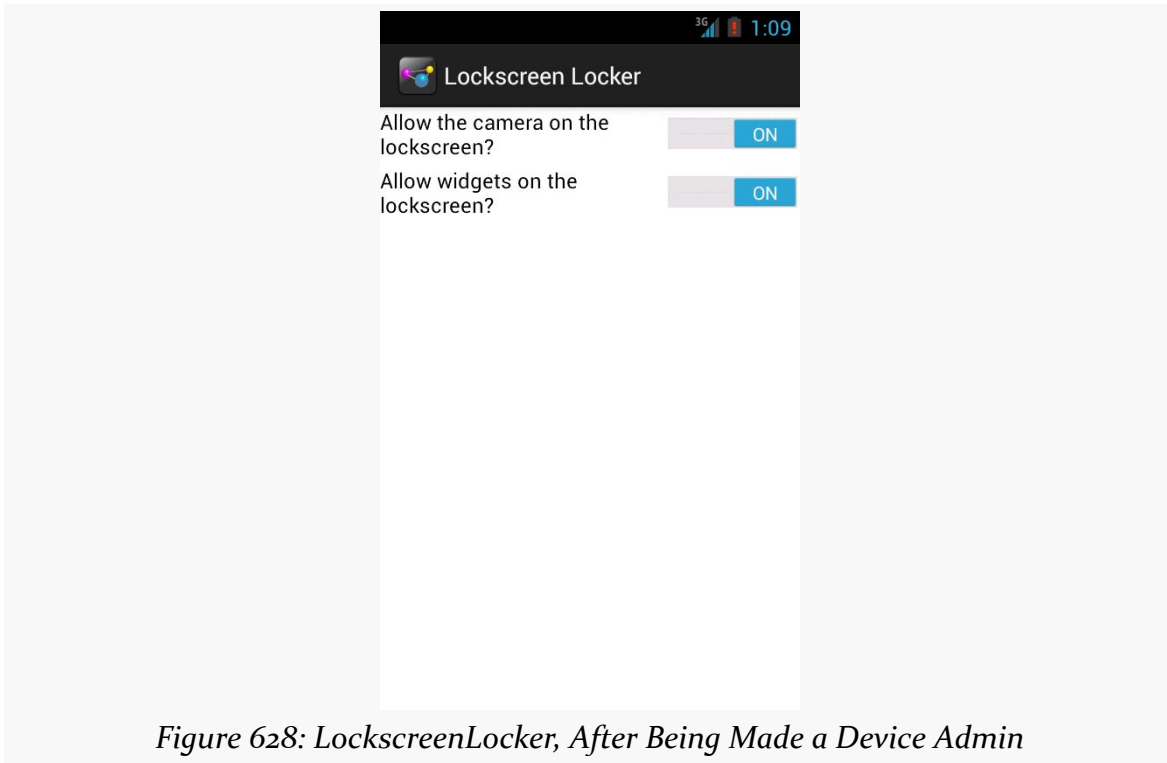 3G 1:09
Lockscreen Locker
Allow the camera on the
lockscreen?
ON
Allow widgets on the
lockscreen?
ON
Figure 628: LockscreenLocker, After Being Made a Device Admin